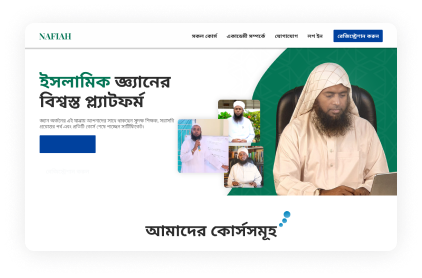 NAFIAH
সকল কোর্স একাডেমী সম্পর্কে যোগাযোগ লগ ইন রেজিস্ট্রেশন করুন
ইসলামিক জ্ঞানের
বিশ্বস্ত প্ল্যাটফর্ম
আমাদের কোর্সসমূহ